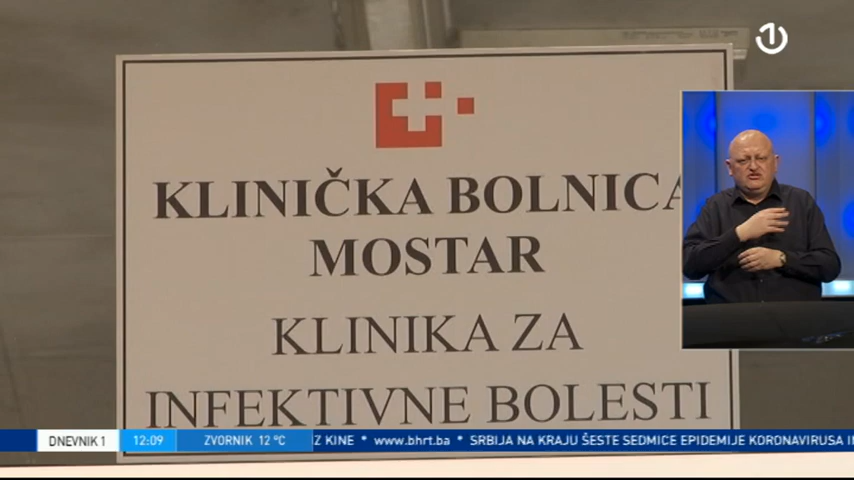 1
KLINIČKA BOLNICA
MOSTAR
KLINIKA ZA
INFEKTIVNE BOLESTI
DNEVNIK 1 12:09 ZVORNIK 12 °C Z KINE * www.bhrt.ba * SRBIJA NA KRAJU ŠESTE SEDMICE EPIDEMIJE KORONAVIRUSA I